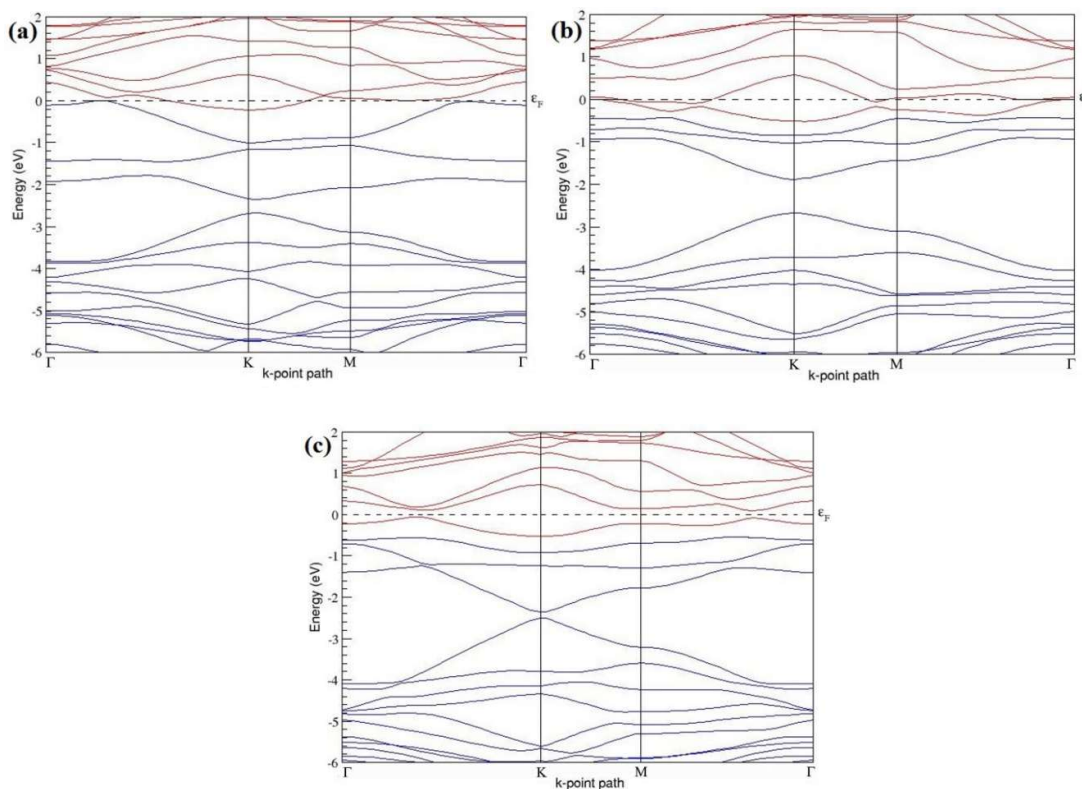 (a)
2
1
0
-1
-2
-3
-4
-5
-6
Energy (eV)
ε_F
Γ K M Γ
k-point path
(b)
2
1
0
-1
-2
-3
-4
-5
-6
Energy (eV)
ε
Γ K M Γ
k-point path
(c)
2
1
0
-1
-2
-3
-4
-5
-6
Energy (eV)
ε_F
Γ K M Γ
k-point path